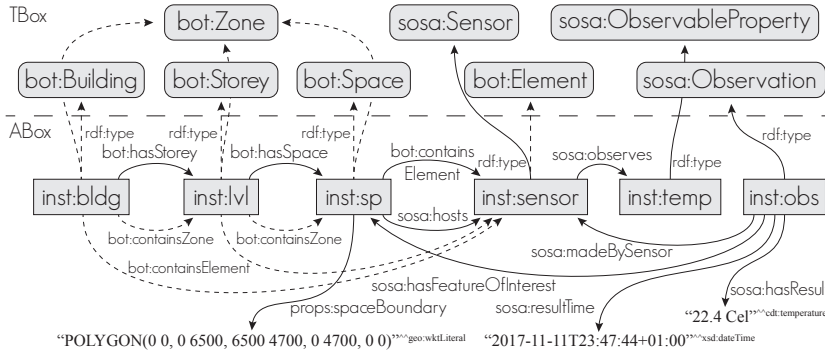 TBox
bot:Zone
sosa:Sensor
sosa:ObservableProperty
bot:Building
bot:Storey
bot:Space
bot:Element
sosa:Observation
ABox
rdf:type
rdf:type
rdf:type
rdf:type
rdf:type
rdf:type
bot:hasStorey
bot:hasSpace
bot:contains
Element
sosa:observes
inst:bldg
inst:lvl
inst:sp
inst:sensor
inst:temp
inst:obs
sosa:hosts
bot:containsZone
bot:containsZone
sosa:madeBySensor
bot:containsElement
sosa:hasFeatureOfInterest
sosa:hasResul
props:spaceBoundary
sosa:resultTime
“22.4 Cel”^^cdt:temperature
“POLYGON(0 0, 0 6500, 6500 4700, 0 4700, 0 0)”^^geo:wktLiteral
“2017-11-11T23:47:44+01:00”^^xsd:dateTime